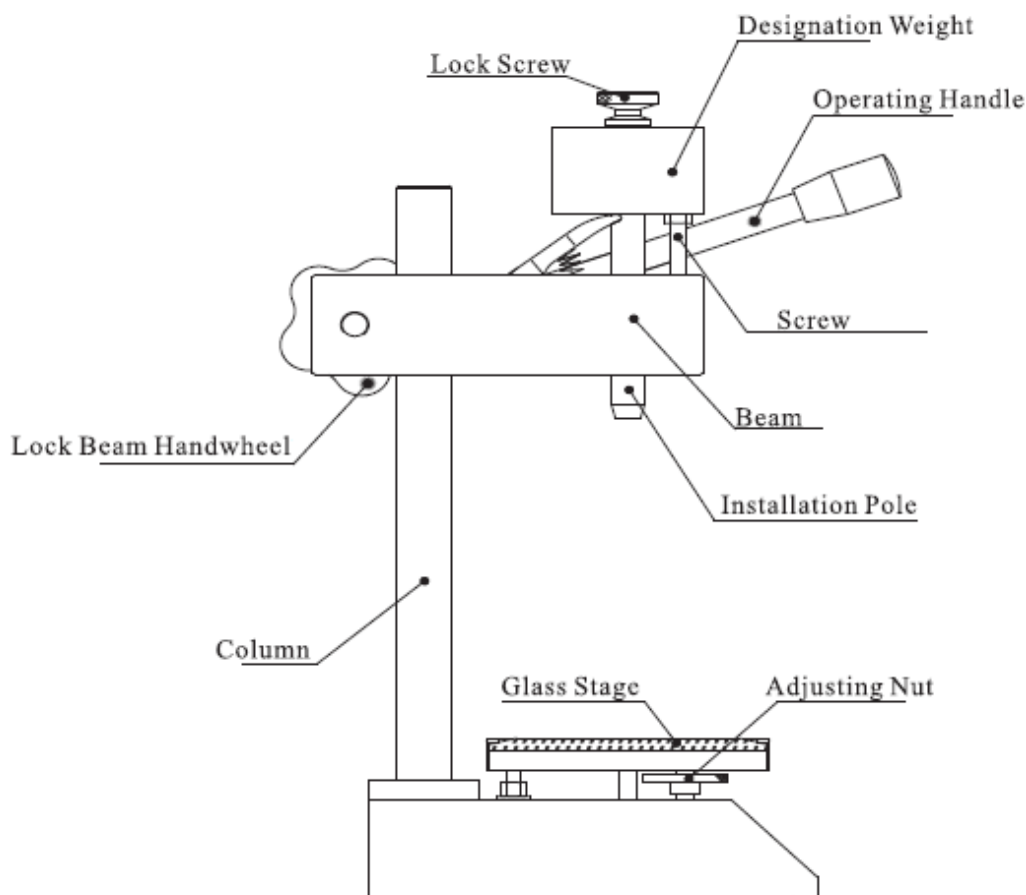 Designation Weight
Lock Screw
Operating Handle
Screw
Beam
Lock Beam Handwheel
Installation Pole
Column
Glass Stage
Adjusting Nut